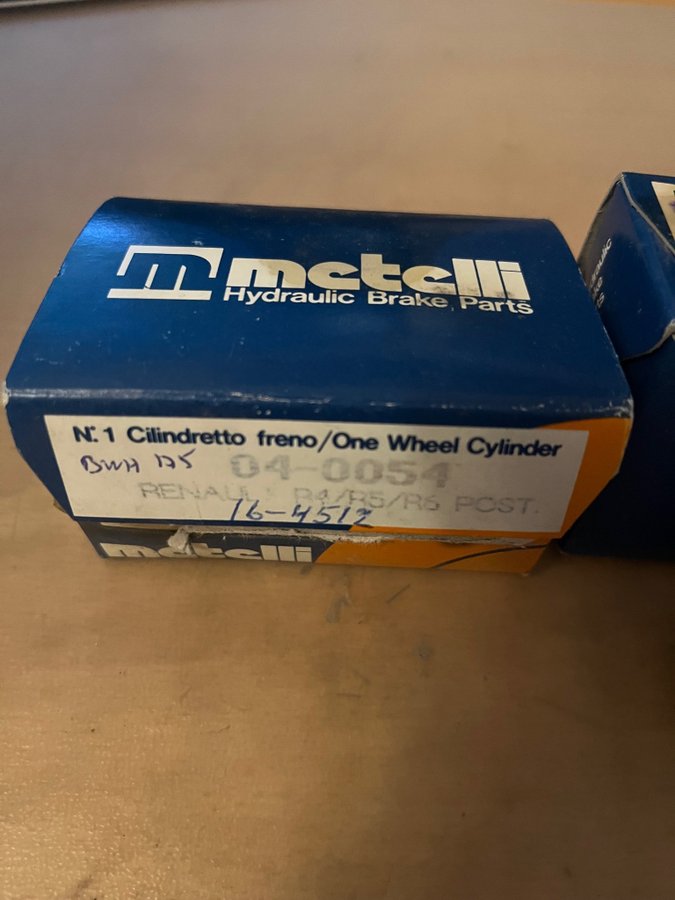 metelli
Hydraulic Brake Parts
N.° 1 Cilindretto freno/One Wheel Cylinder
BWH 125
04-0054
RENAULT R4/R5/R6 POST.
16-4512
metelli